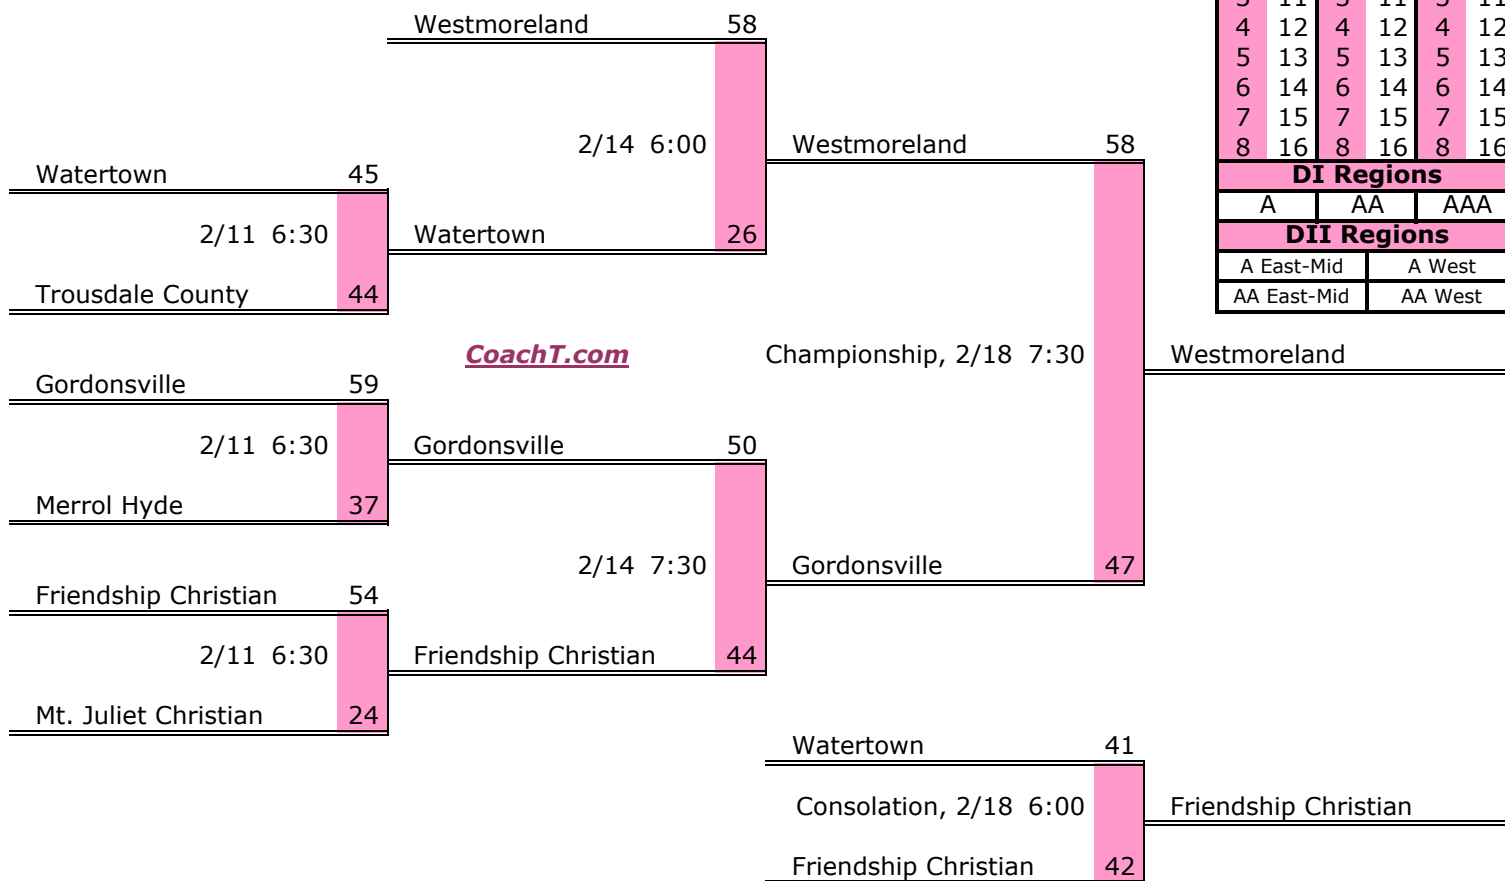 Westmoreland 58
3 11 3 11 3 11
4 12 4 12 4 12
5 13 5 13 5 13
6 14 6 14 6 14
7 15 7 15 7 15
8 16 8 16 8 16
DI Regions
A AA AAA
DII Regions
A East-Mid A West
AA East-Mid AA West
2/14 6:00 Westmoreland 58
Watertown 45
2/11 6:30 Watertown 26
Trousdale County 44
CoachT.com Championship, 2/18 7:30 Westmoreland
Gordonsville 59
2/11 6:30 Gordonsville 50
Merrol Hyde 37
2/14 7:30 Gordonsville 47
Friendship Christian 54
2/11 6:30 Friendship Christian 44
Mt. Juliet Christian 24
Watertown 41
Consolation, 2/18 6:00 Friendship Christian
Friendship Christian 42